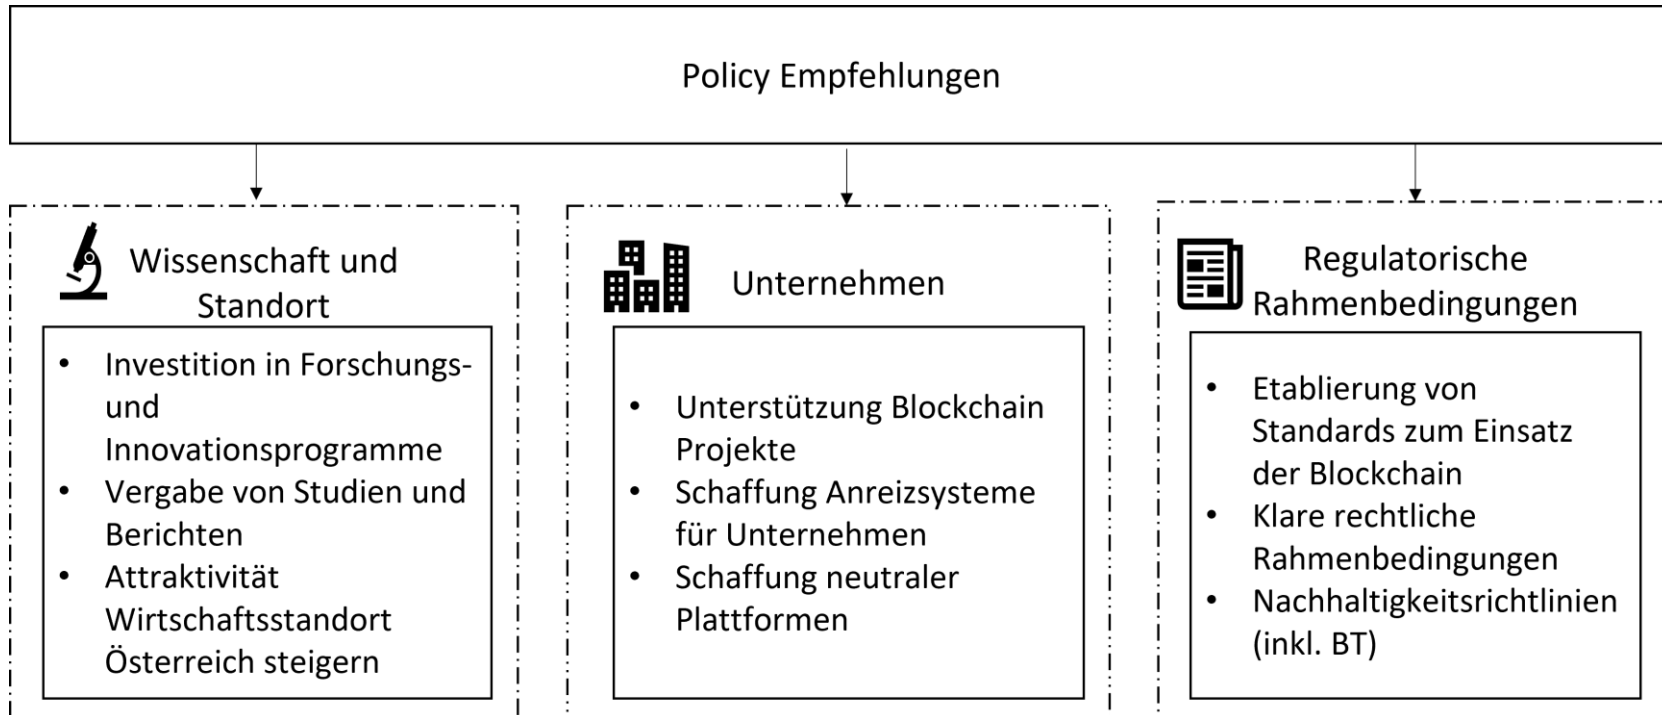 Policy Empfehlungen
Wissenschaft und
Standort
• Investition in Forschungs-
und
Innovationsprogramme
• Vergabe von Studien und
Berichten
• Attraktivität
Wirtschaftsstandort
Österreich steigern
Unternehmen
• Unterstützung Blockchain
Projekte
• Schaffung Anreizsysteme
für Unternehmen
• Schaffung neutraler
Plattformen
Regulatorische
Rahmenbedingungen
• Etablierung von
Standards zum Einsatz
der Blockchain
• Klare rechtliche
Rahmenbedingungen
• Nachhaltigkeitsrichtlinien
(inkl. BT)